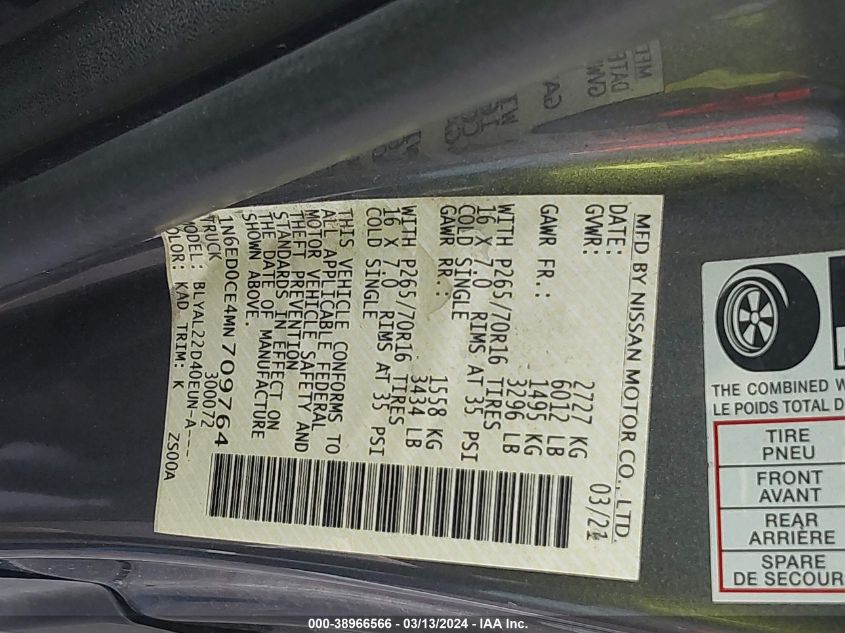 MFD BY NISSAN MOTOR CO., LTD.
DATE: 03/21
GVWR: 2727 KG
6012 LB
GAWR FR.: 1495 KG
3296 LB
WITH P265/70R16 TIRES
16 X 7.0 RIMS AT 35 PSI
COLD SINGLE
GAWR RR.: 1558 KG
3434 LB
WITH P265/70R16 TIRES
16 X 7.0 RIMS AT 35 PSI
COLD SINGLE
THIS VEHICLE CONFORMS TO
ALL APPLICABLE FEDERAL
MOTOR VEHICLE SAFETY AND
THEFT PREVENTION
STANDARDS IN EFFECT ON
THE DATE OF MANUFACTURE
SHOWN ABOVE.
1N6ED0CE4MN709764
TRUCK 300072
MODEL: BLYAL22D40EUN-A---
COLOR: KAD TRIM: K ZS00A
THE COMBINED W
LE POIDS TOTAL D
TIRE
PNEU
FRONT
AVANT
REAR
ARRIÈRE
SPARE
DE SECOUR
000-38966566 / 03/13/2024 - IAA Inc.